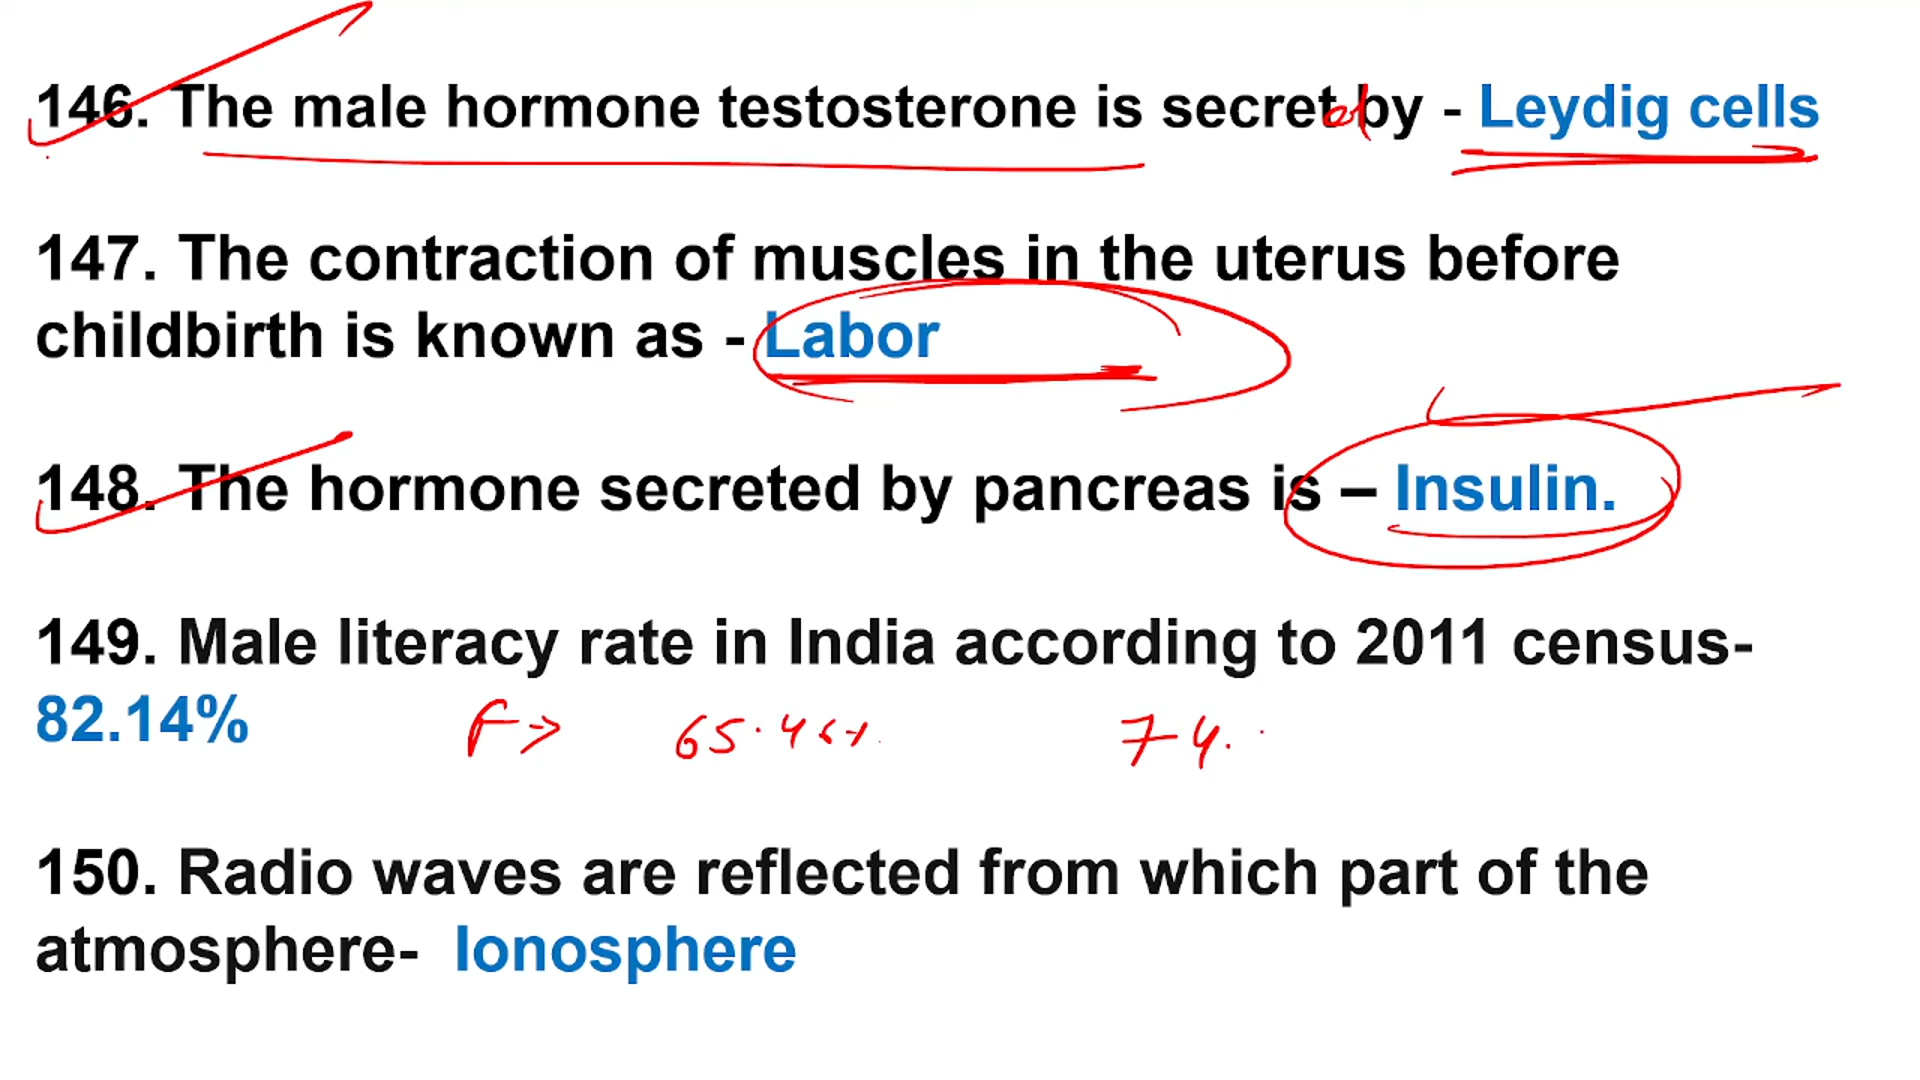 146. The male hormone testosterone is secreted by - Leydig cells
147. The contraction of muscles in the uterus before
childbirth is known as - Labor
148. The hormone secreted by pancreas is – Insulin.
149. Male literacy rate in India according to 2011 census-
82.14% F→ 65.46% 74.
150. Radio waves are reflected from which part of the
atmosphere- Ionosphere